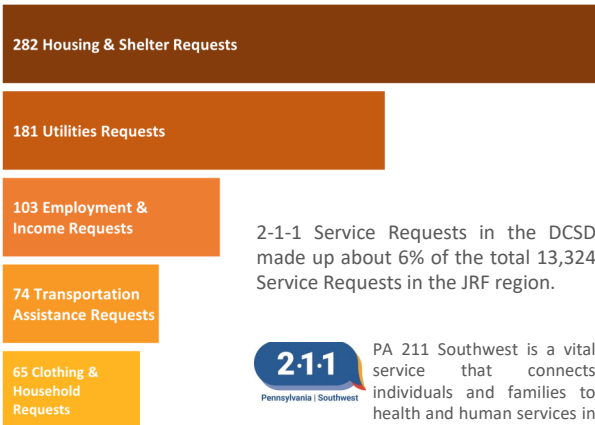 282 Housing & Shelter Requests
181 Utilities Requests
103 Employment &
Income Requests
74 Transportation
Assistance Requests
65 Clothing &
Household
Requests
2-1-1 Service Requests in the DCSD
made up about 6% of the total 13,324
Service Requests in the JRF region.
2·1·1
Pennsylvania | Southwest
PA 211 Southwest is a vital
service that connects
individuals and families to
health and human services in